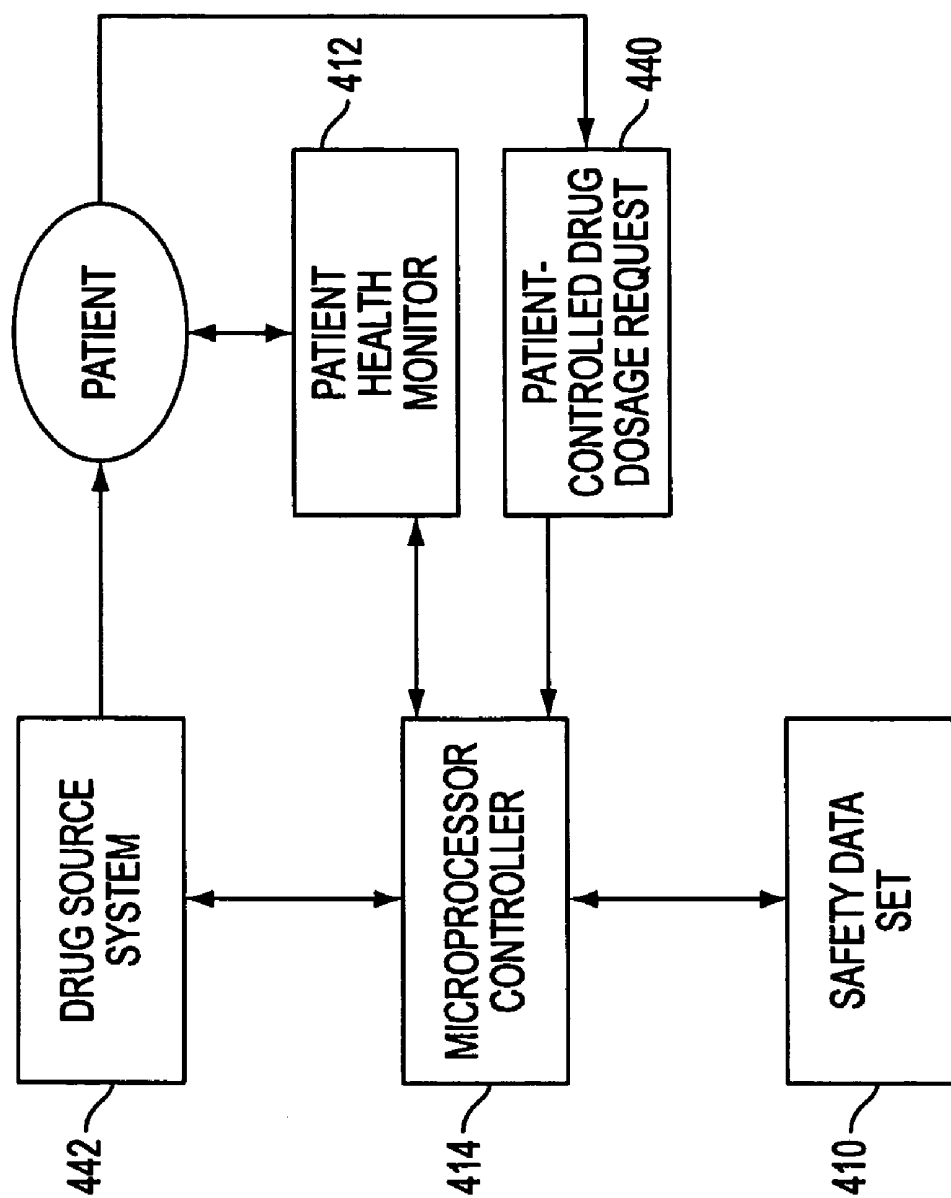 442
DRUG SOURCE
SYSTEM
PATIENT
PATIENT
HEALTH
MONITOR
412
414
MICROPROCESSOR
CONTROLLER
PATIENT-
CONTROLLED DRUG
DOSAGE REQUEST
440
410
SAFETY DATA
SET